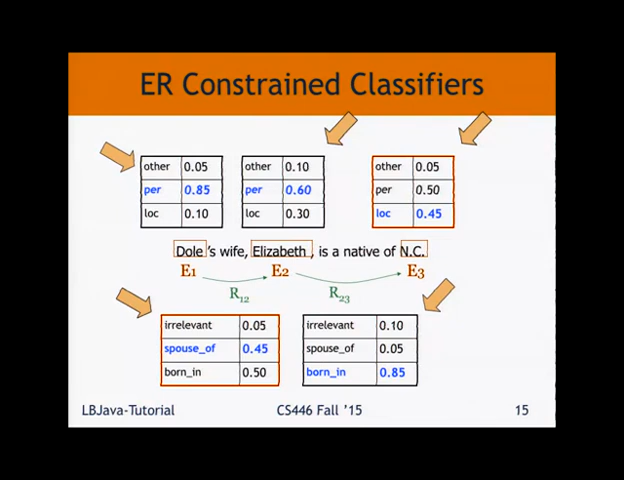 ER Constrained Classifiers
other 0.05
per 0.85
loc 0.10
other 0.10
per 0.60
loc 0.30
other 0.05
per 0.50
loc 0.45
Dole 's wife, Elizabeth , is a native of N.C.
E1 E2 E3
R12 R23
irrelevant 0.05
spouse_of 0.45
born_in 0.50
irrelevant 0.10
spouse_of 0.05
born_in 0.85
LBJava-Tutorial CS446 Fall '15 15